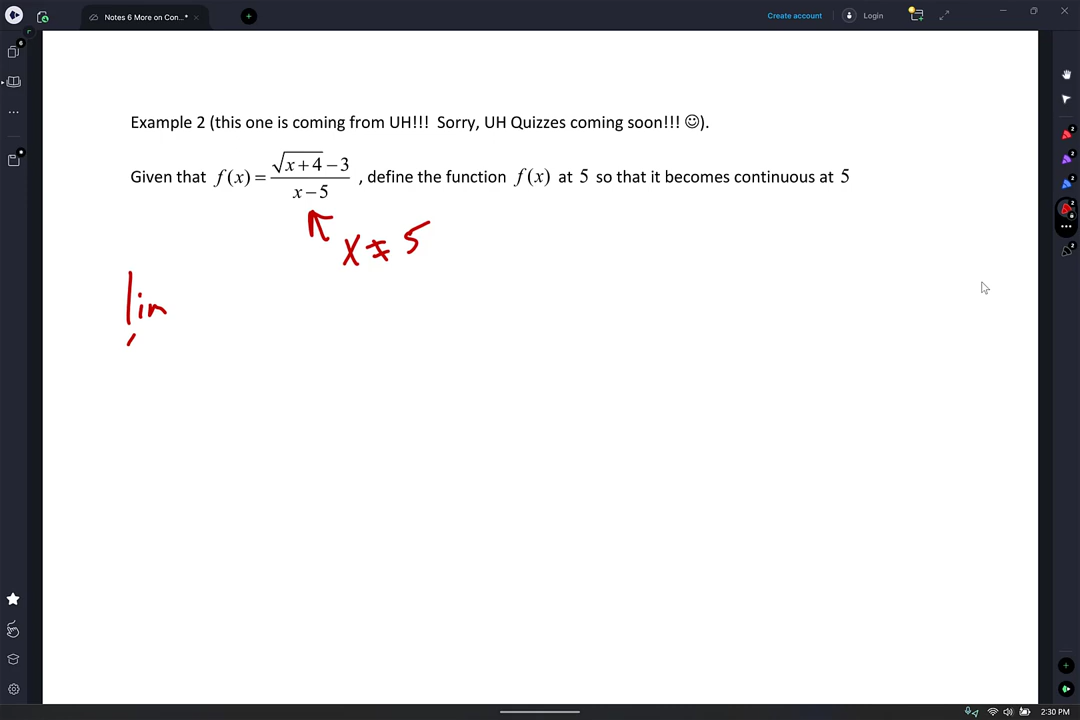 Notes 6 More on Con...* ×
Create account
Login
Example 2 (this one is coming from UH!!! Sorry, UH Quizzes coming soon!!! ☺).
Given that f(x) = (√(x+4) − 3)/(x − 5), define the function f(x) at 5 so that it becomes continuous at 5
x ≠ 5
lim
2:30 PM